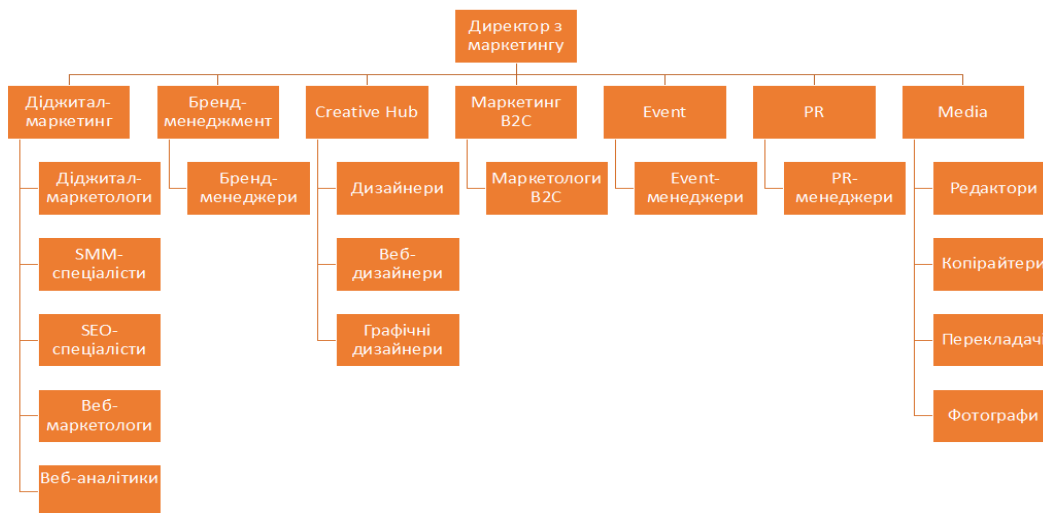 Директор з
маркетингу
Діджитал-
маркетинг
Бренд-
менеджмент
Creative Hub
Маркетинг
B2C
Event
PR
Media
Діджитал-
маркетологи
Бренд-
менеджери
Дизайнери
Маркетологи
B2C
Event-
менеджери
PR-
менеджери
Редактори
SMM-
спеціалісти
Веб-
дизайнери
Копірайтери
SEO-
спеціалісти
Графічні
дизайнери
Перекладачі
Веб-
маркетологи
Фотографи
Веб-аналітики